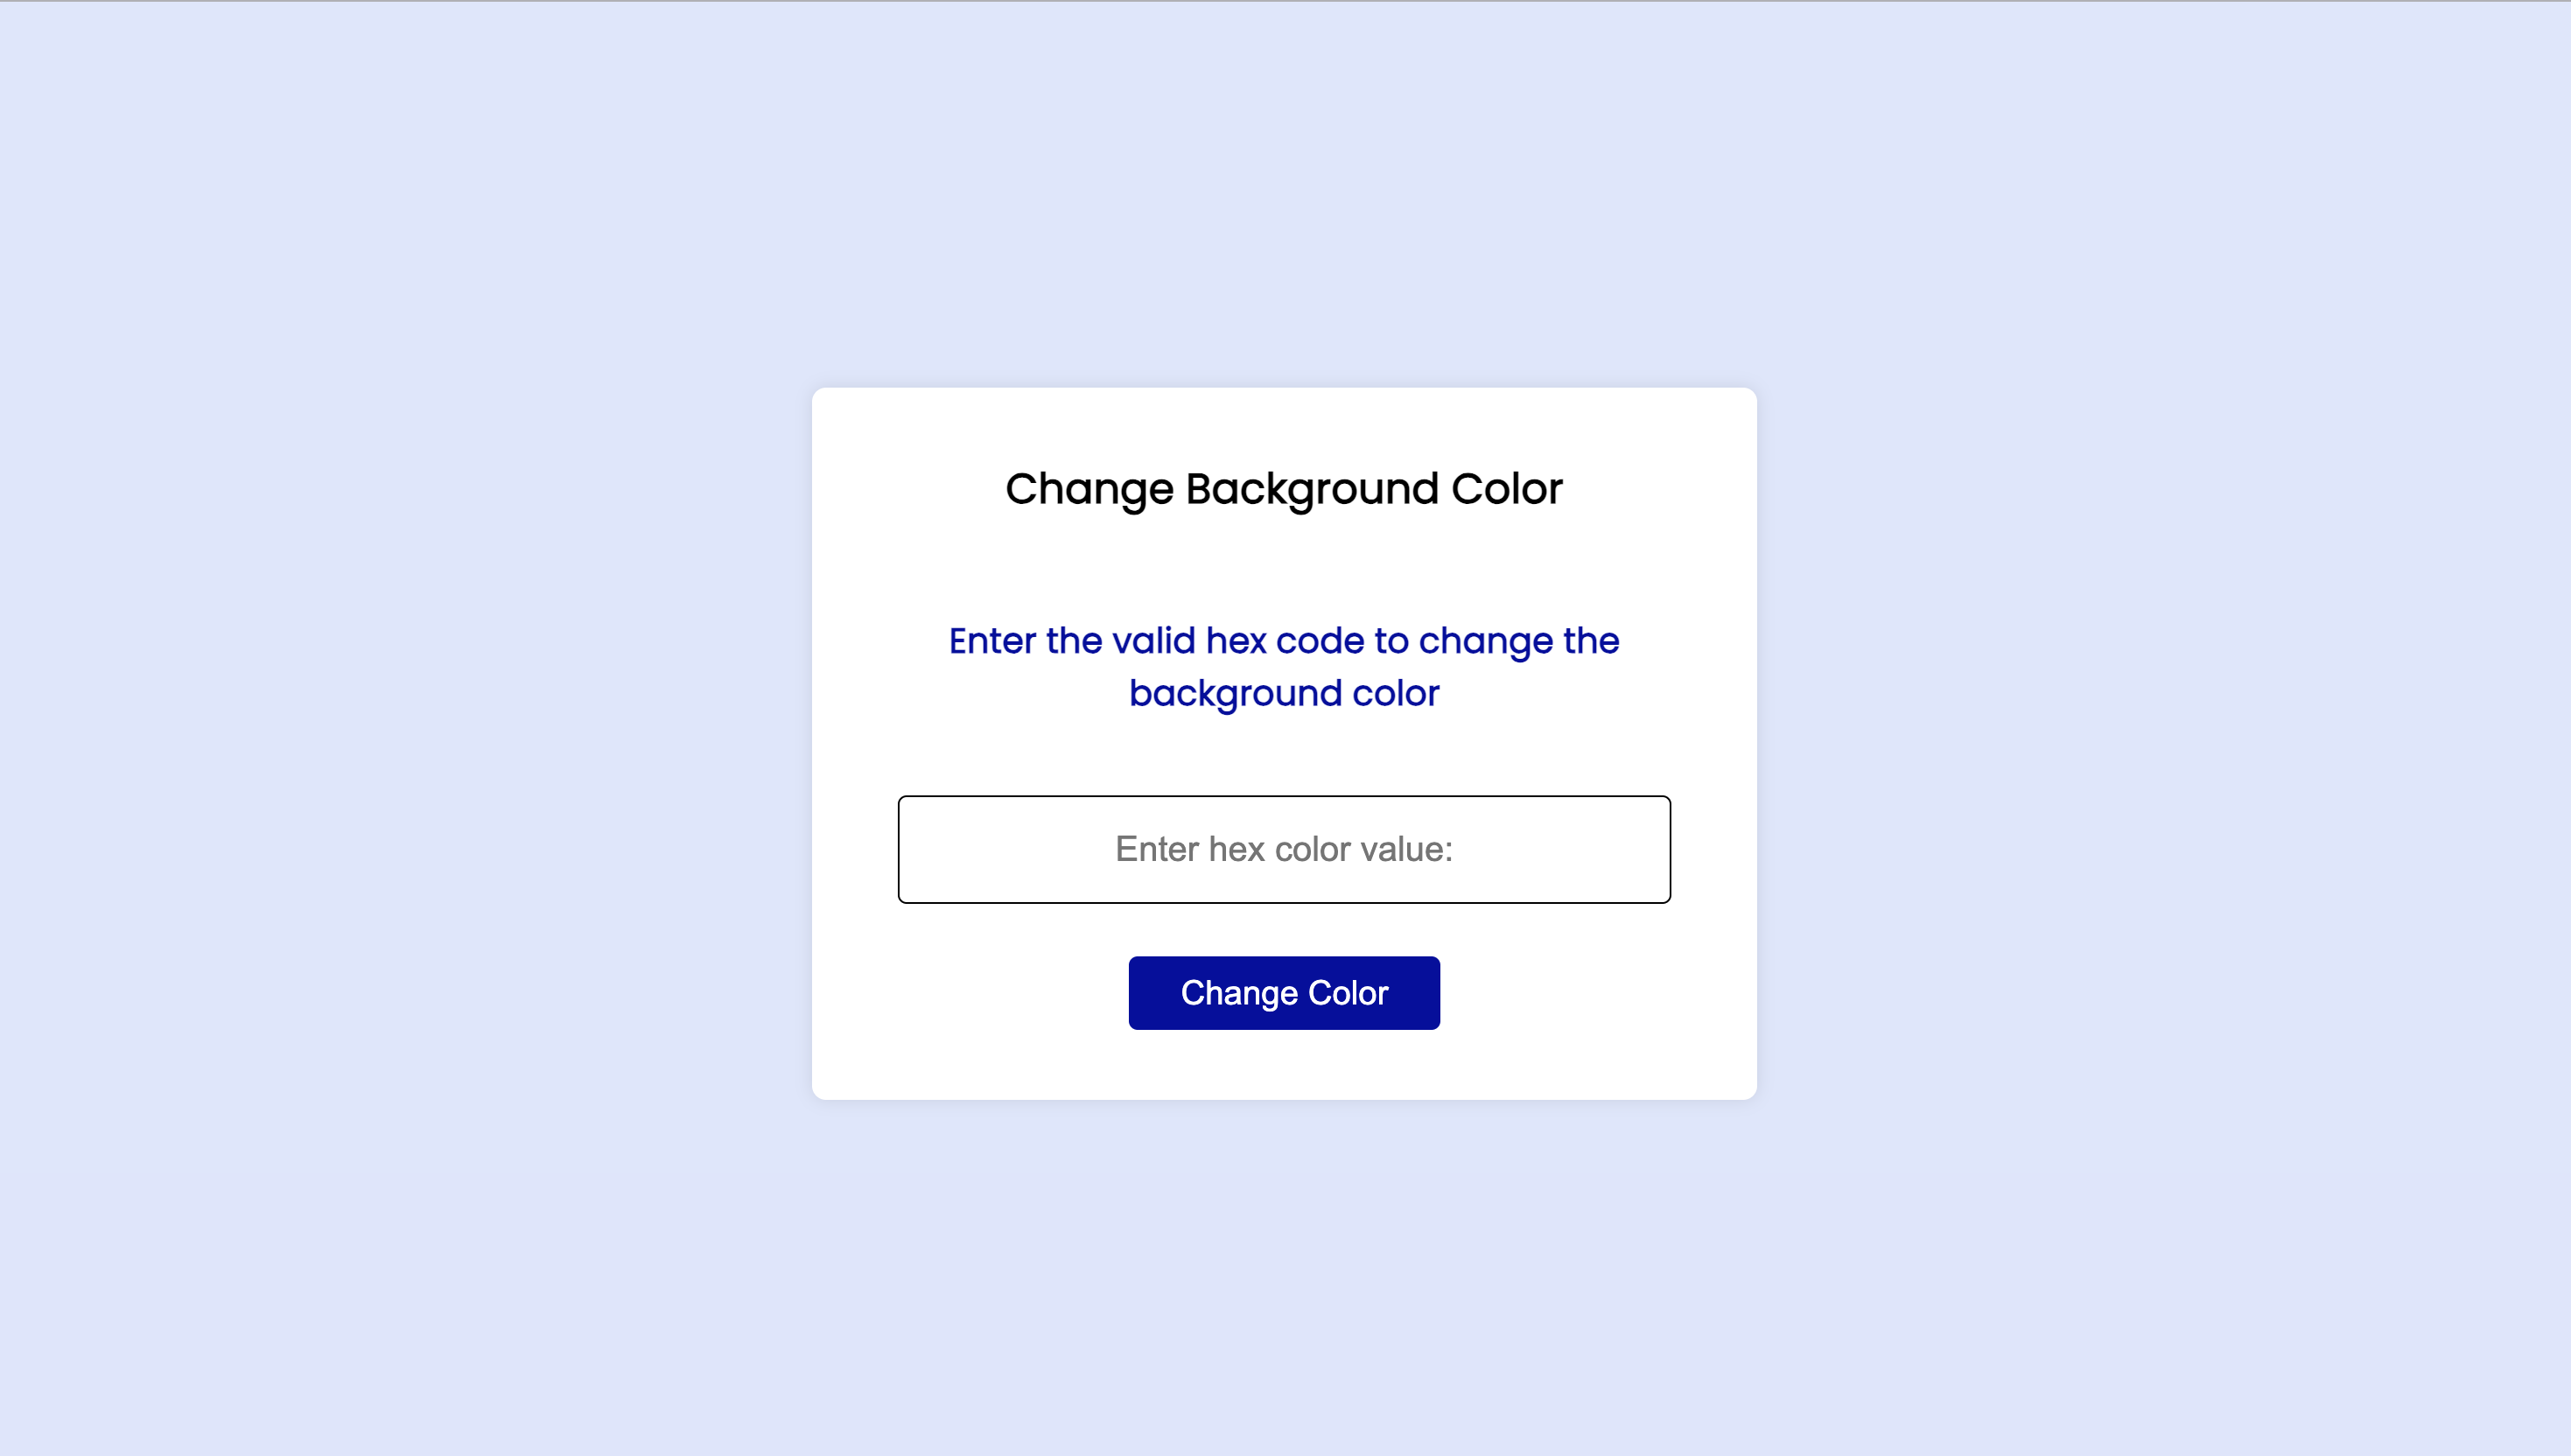 Change Background Color
Enter the valid hex code to change the
background color
Enter hex color value:
Change Color